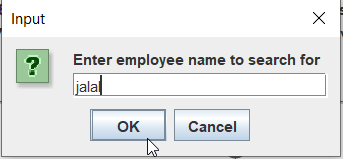 Input
Enter employee name to search for
jalal
OK
Cancel